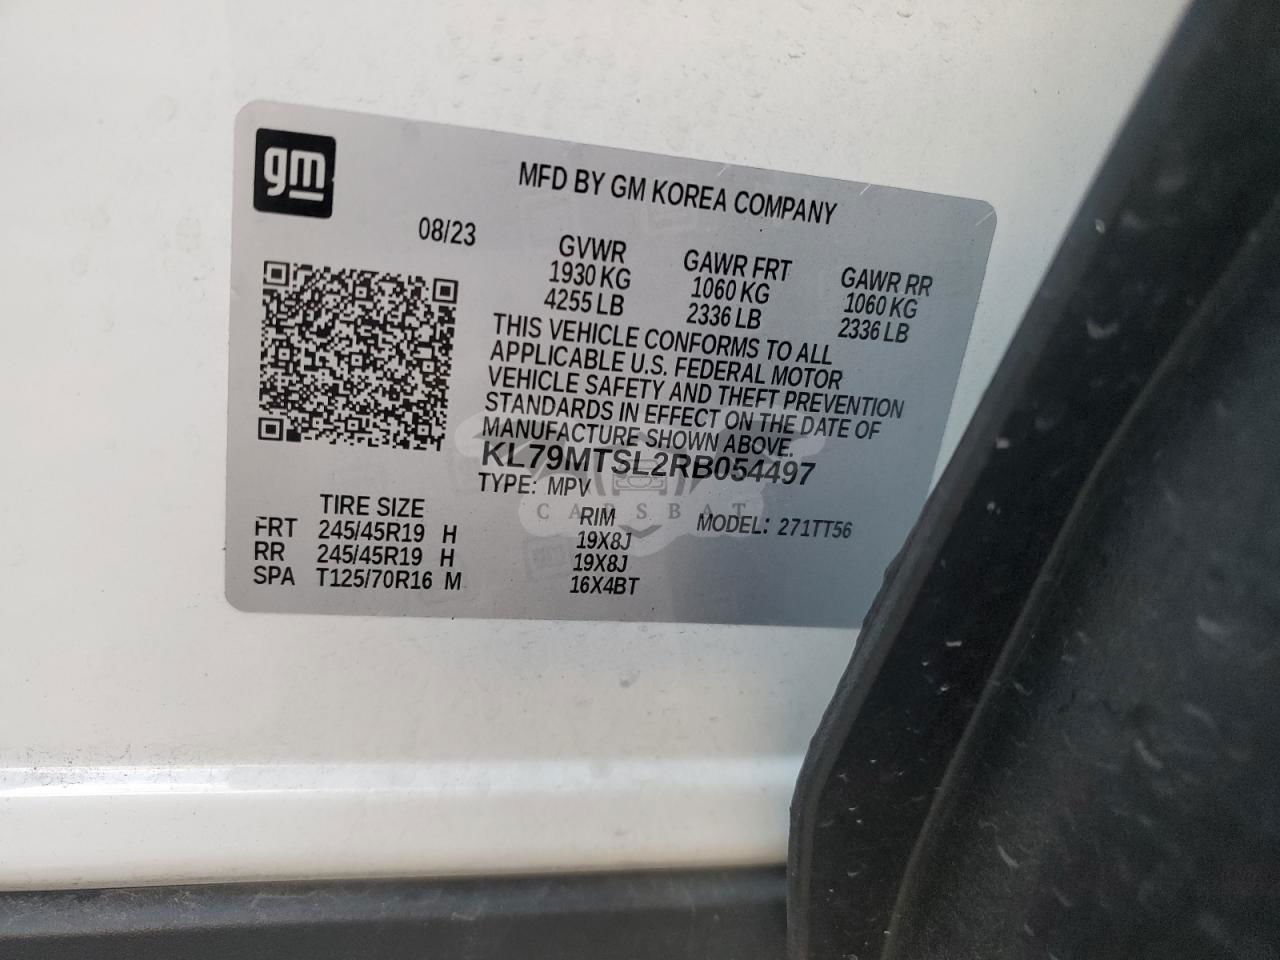 gm
MFD BY GM KOREA COMPANY
08/23
GVWR GAWR FRT GAWR RR
1930 KG 1060 KG 1060 KG
4255 LB 2336 LB 2336 LB
THIS VEHICLE CONFORMS TO ALL
APPLICABLE U.S. FEDERAL MOTOR
VEHICLE SAFETY AND THEFT PREVENTION
STANDARDS IN EFFECT ON THE DATE OF
MANUFACTURE SHOWN ABOVE.
KL79MTSL2RB054497
TYPE: MPV
CARSBAT
MODEL: 271TT56
TIRE SIZE RIM
FRT 245/45R19 H 19X8J
RR 245/45R19 H 19X8J
SPA T125/70R16 M 16X4BT